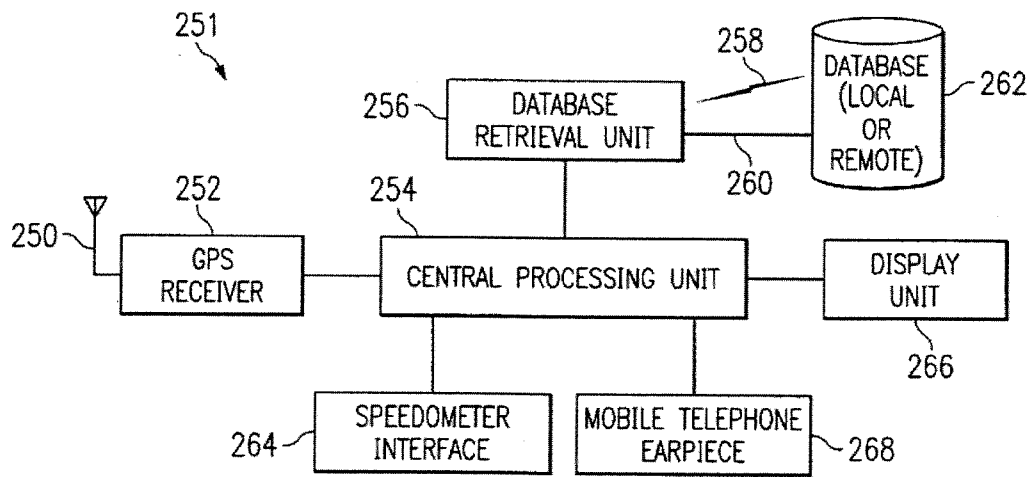 251
258
DATABASE
(LOCAL
OR
REMOTE)
262
256
DATABASE
RETRIEVAL UNIT
260
252
254
250
GPS
RECEIVER
CENTRAL PROCESSING UNIT
DISPLAY
UNIT
266
264
SPEEDOMETER
INTERFACE
MOBILE TELEPHONE
EARPIECE
268